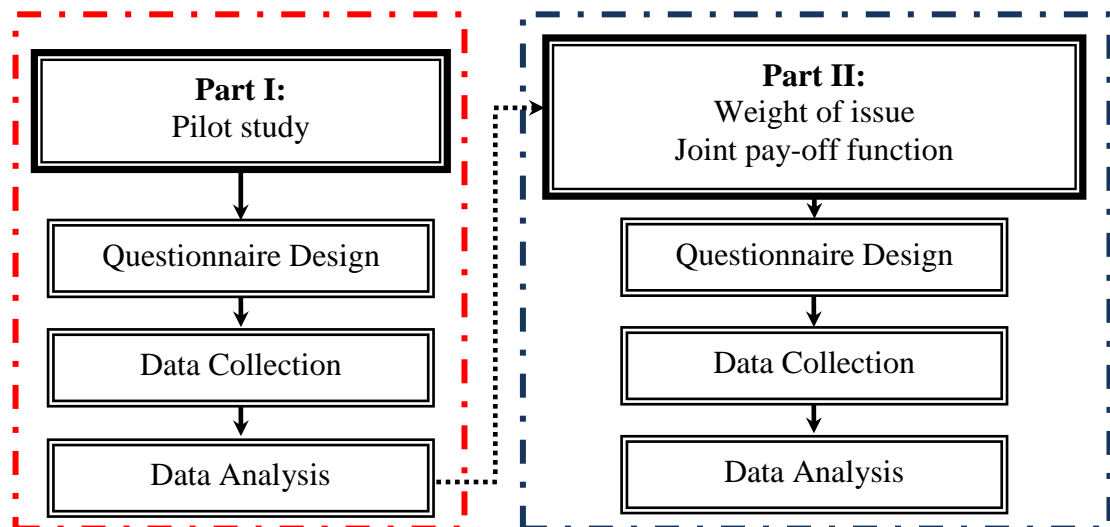 Part I:
Pilot study
Questionnaire Design
Data Collection
Data Analysis
Part II:
Weight of issue
Joint pay-off function
Questionnaire Design
Data Collection
Data Analysis